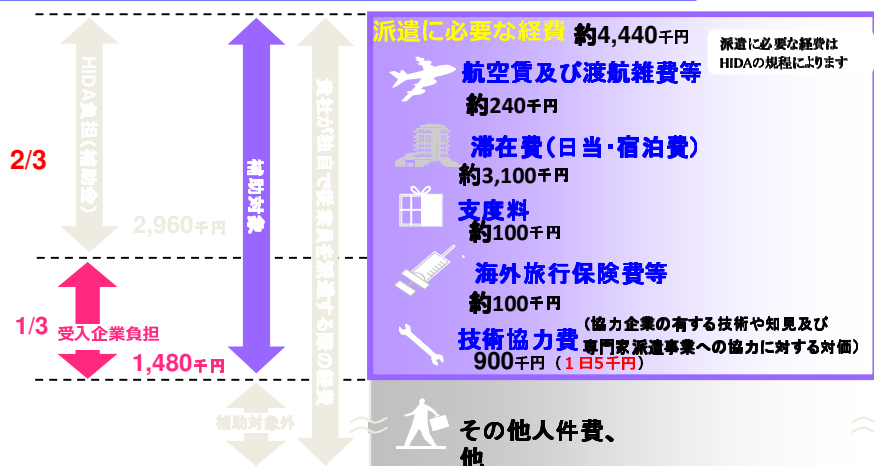 派遣に必要な経費 約4,440千円
派遣に必要な経費は
HIDAの規程によります
航空賃及び渡航雑費等
約240千円
滞在費(日当・宿泊費)
約3,100千円
支度料
約100千円
海外旅行保険費等
約100千円
技術協力費
(協力企業の有する技術や知見及び
専門家派遣事業への協力に対する対価)
900千円(1日5千円)
その他人件費、
他
2/3
HIDA負担(補助金)
2,960千円
1/3
受入企業負担
1,480千円
補助対象
補助対象外